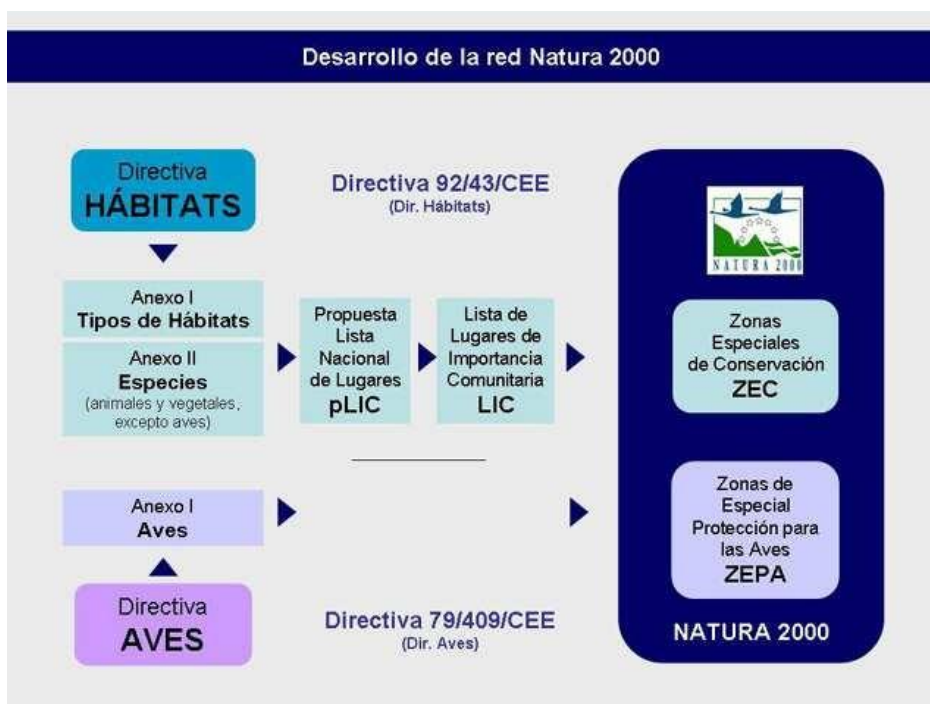 Desarrollo de la red Natura 2000
Directiva
HÁBITATS
Directiva 92/43/CEE
(Dir. Hábitats)
NATURA 2000
Anexo I
Tipos de Hábitats
Anexo II
Especies
(animales y vegetales,
excepto aves)
Propuesta
Lista
Nacional
de Lugares
pLIC
Lista de
Lugares de
Importancia
Comunitaria
LIC
Zonas
Especiales
de Conservación
ZEC
Anexo I
Aves
Zonas de
Especial
Protección para
las Aves
ZEPA
Directiva
AVES
Directiva 79/409/CEE
(Dir. Aves)
NATURA 2000